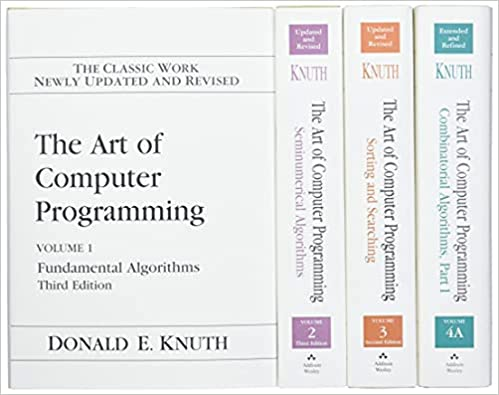 THE CLASSIC WORK
NEWLY UPDATED AND REVISED
The Art of
Computer
Programming
VOLUME 1
Fundamental Algorithms
Third Edition
DONALD E. KNUTH
Updated
and
Revised
KNUTH
The Art of Computer Programming
Seminumerical Algorithms
VOLUME
2
Third Edition
Addison
Wesley
Updated
and
Revised
KNUTH
The Art of Computer Programming
Sorting and Searching
VOLUME
3
Second Edition
Addison
Wesley
Extended
and
Refined
KNUTH
The Art of Computer Programming
Combinatorial Algorithms, Part 1
VOLUME
4A
Addison
Wesley